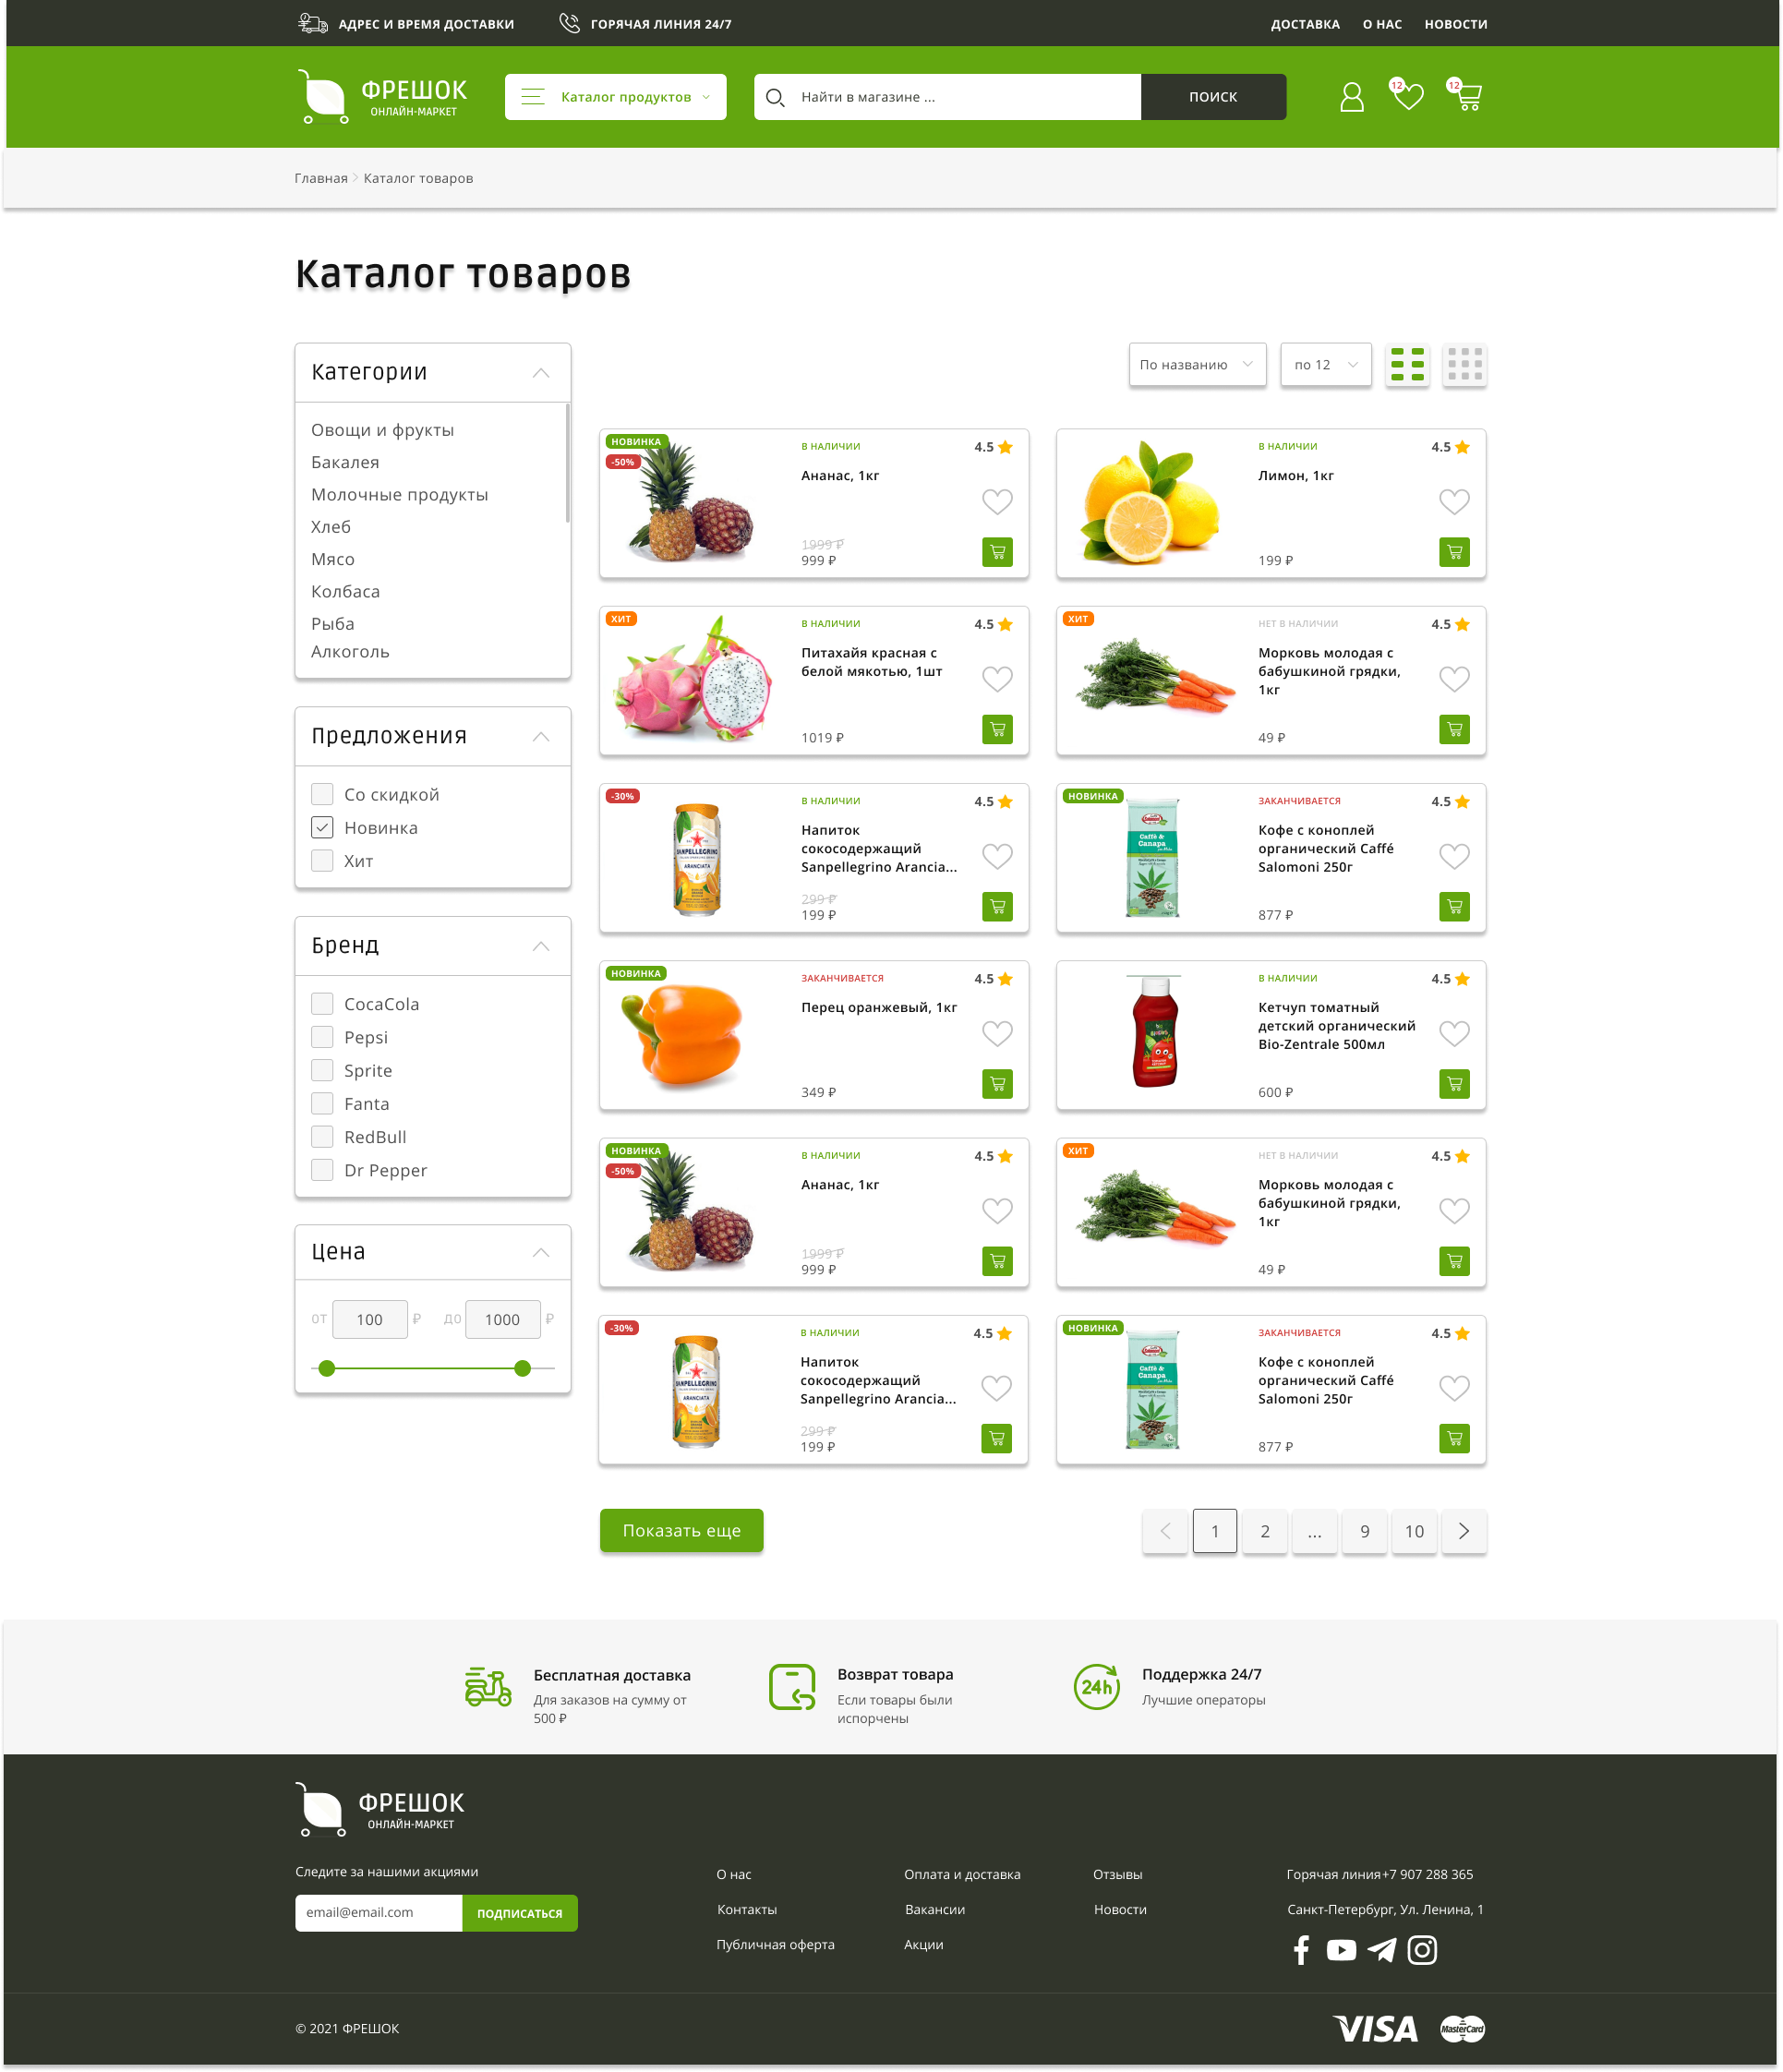 АДРЕС И ВРЕМЯ ДОСТАВКИ
ГОРЯЧАЯ ЛИНИЯ 24/7
ДОСТАВКА
О НАС
НОВОСТИ
ФРЕШОК
ОНЛАЙН-МАРКЕТ
Каталог продуктов
Найти в магазине ...
ПОИСК
12
12
Главная
Каталог товаров
Каталог товаров
Категории
Овощи и фрукты
Бакалея
Молочные продукты
Хлеб
Мясо
Колбаса
Рыба
Алкоголь
Предложения
Со скидкой
Новинка
Хит
Бренд
CocaCola
Pepsi
Sprite
Fanta
RedBull
Dr Pepper
Цена
от 100 ₽
до 1000 ₽
По названию
по 12
НОВИНКА
-50%
В НАЛИЧИИ
4.5
Ананас, 1кг
1999 ₽
999 ₽
В НАЛИЧИИ
4.5
Лимон, 1кг
199 ₽
ХИТ
В НАЛИЧИИ
4.5
Питахайя красная с
белой мякотью, 1шт
1019 ₽
ХИТ
НЕТ В НАЛИЧИИ
4.5
Морковь молодая с
бабушкиной грядки,
1кг
49 ₽
-30%
SANPELLEGRINO
ARANCIATA
В НАЛИЧИИ
4.5
Напиток
сокосодержащий
Sanpellegrino Arancia...
299 ₽
199 ₽
НОВИНКА
Caffè &
Canapa
ЗАКАНЧИВАЕТСЯ
4.5
Кофе с коноплей
органический Caffé
Salomoni 250г
877 ₽
НОВИНКА
ЗАКАНЧИВАЕТСЯ
4.5
Перец оранжевый, 1кг
349 ₽
В НАЛИЧИИ
4.5
Кетчуп томатный
детский органический
Bio-Zentrale 500мл
600 ₽
НОВИНКА
-50%
В НАЛИЧИИ
4.5
Ананас, 1кг
1999 ₽
999 ₽
ХИТ
НЕТ В НАЛИЧИИ
4.5
Морковь молодая с
бабушкиной грядки,
1кг
49 ₽
-30%
SANPELLEGRINO
ARANCIATA
В НАЛИЧИИ
4.5
Напиток
сокосодержащий
Sanpellegrino Arancia...
299 ₽
199 ₽
НОВИНКА
Caffè &
Canapa
ЗАКАНЧИВАЕТСЯ
4.5
Кофе с коноплей
органический Caffé
Salomoni 250г
877 ₽
Показать еще
1
2
...
9
10
Бесплатная доставка
Для заказов на сумму от
500 ₽
Возврат товара
Если товары были
испорчены
24h
Поддержка 24/7
Лучшие операторы
ФРЕШОК
ОНЛАЙН-МАРКЕТ
Следите за нашими акциями
email@email.com
ПОДПИСАТЬСЯ
О нас
Контакты
Публичная оферта
Оплата и доставка
Вакансии
Акции
Отзывы
Новости
Горячая линия+7 907 288 365
Санкт-Петербург, Ул. Ленина, 1
© 2021 ФРЕШОК
VISA
MasterCard